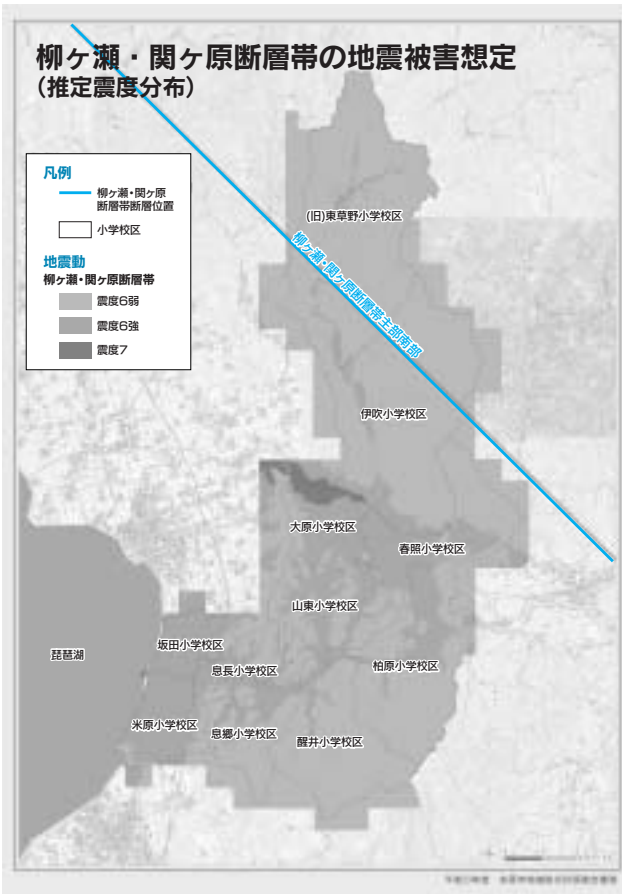 柳ヶ瀬・関ヶ原断層帯の地震被害想定
(推定震度分布)
凡例
柳ケ瀬・関ヶ原
断層帯断層位置
小学校区
地震動
柳ヶ瀬・関ヶ原断層帯
震度6弱
震度6強
震度7
(旧)東草野小学校区
柳ヶ瀬・関ヶ原断層帯主部南部
伊吹小学校区
大原小学校区
春照小学校区
山東小学校区
坂田小学校区
琵琶湖
息長小学校区
柏原小学校区
米原小学校区
息郷小学校区
醒井小学校区